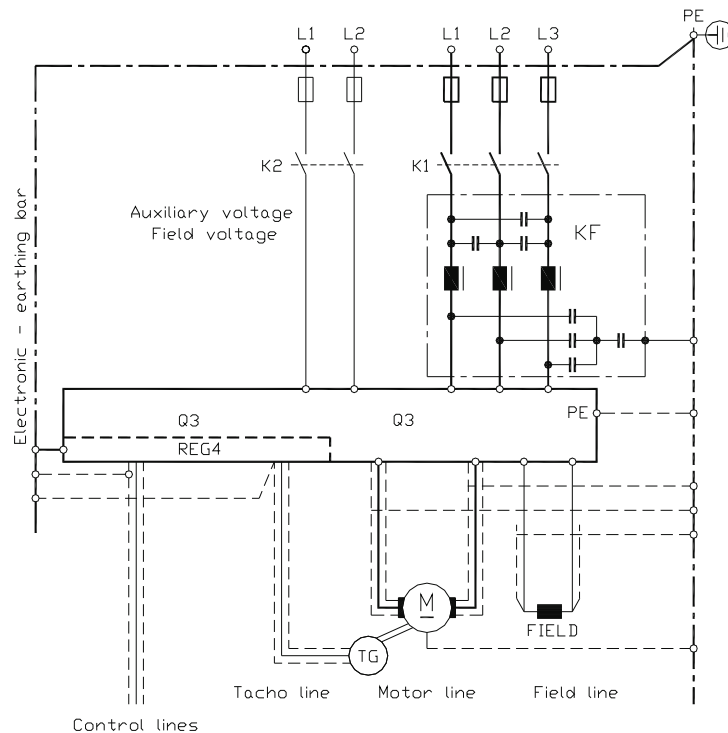 PE
L1 L2 L1 L2 L3
K2 K1
Auxiliary voltage
Field voltage
KF
Electronic - earthing bar
Q3 Q3 PE
REG4
M
FIELD
TG
Tacho line Motor line Field line
Control lines